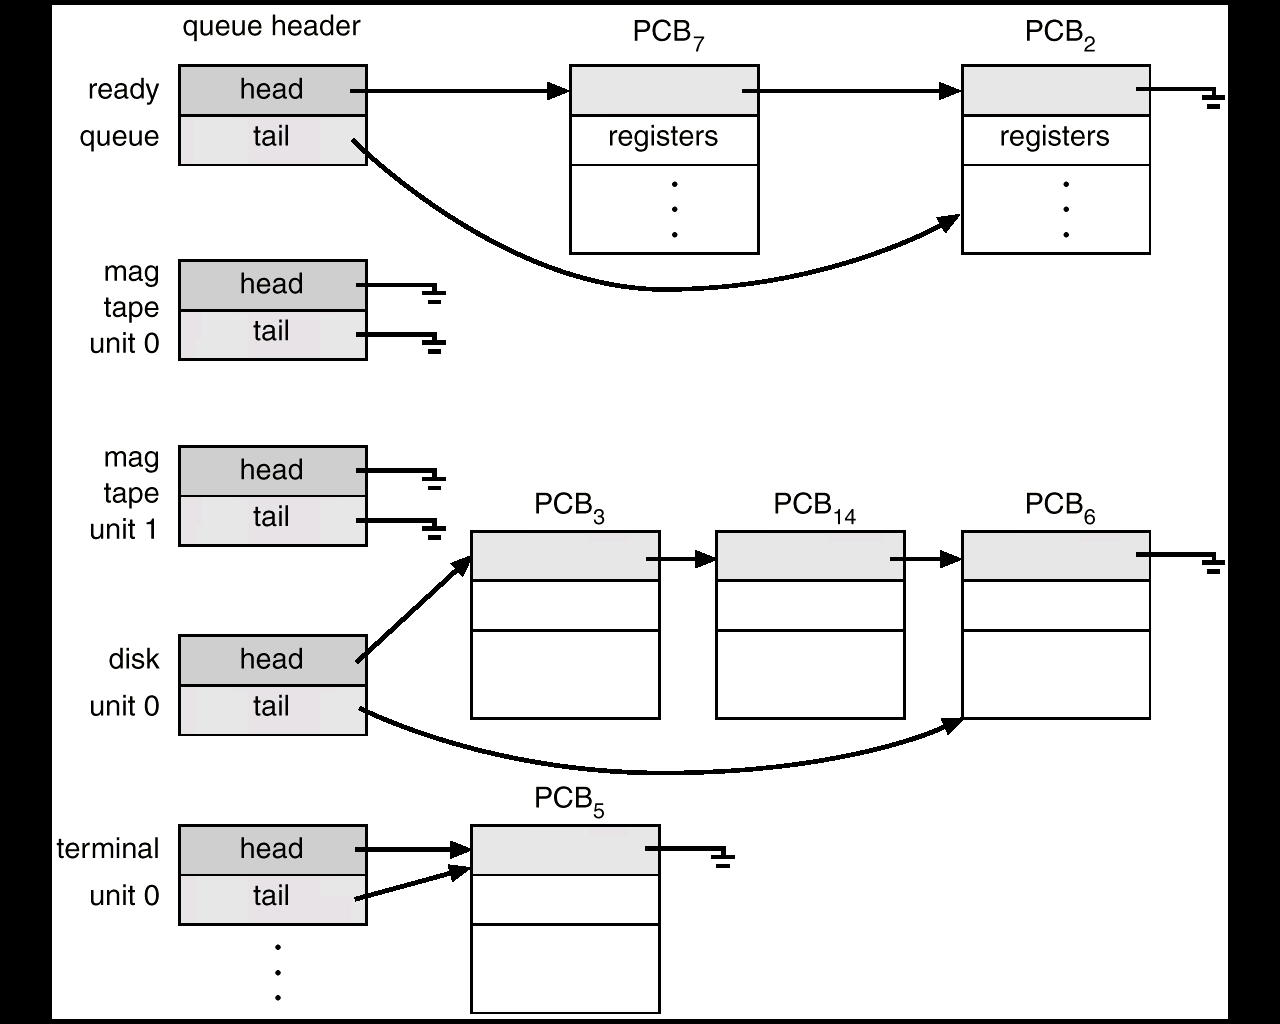 queue header
PCB7
PCB2
ready
head
queue
tail
registers
registers
mag
head
tape
tail
unit 0
mag
head
tape
tail
unit 1
PCB3
PCB14
PCB6
disk
head
unit 0
tail
PCB5
terminal
head
unit 0
tail